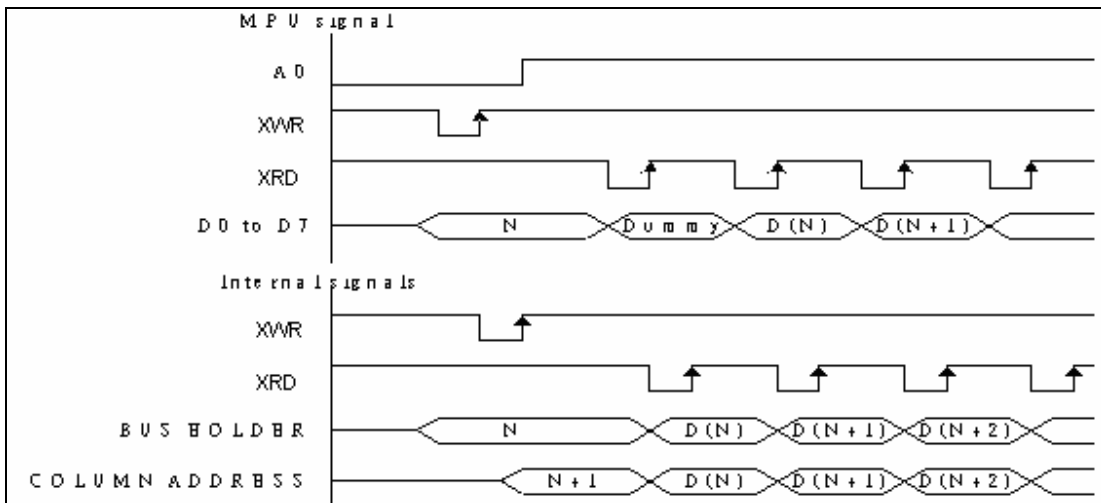 MPU signal
A0
XWR
XRD
D0 to D7 N Dummy D(N) D(N+1)
Internal signals
XWR
XRD
BUS HOLDER N D(N) D(N+1) D(N+2)
COLUMN ADDRESS N+1 D(N) D(N+1) D(N+2)